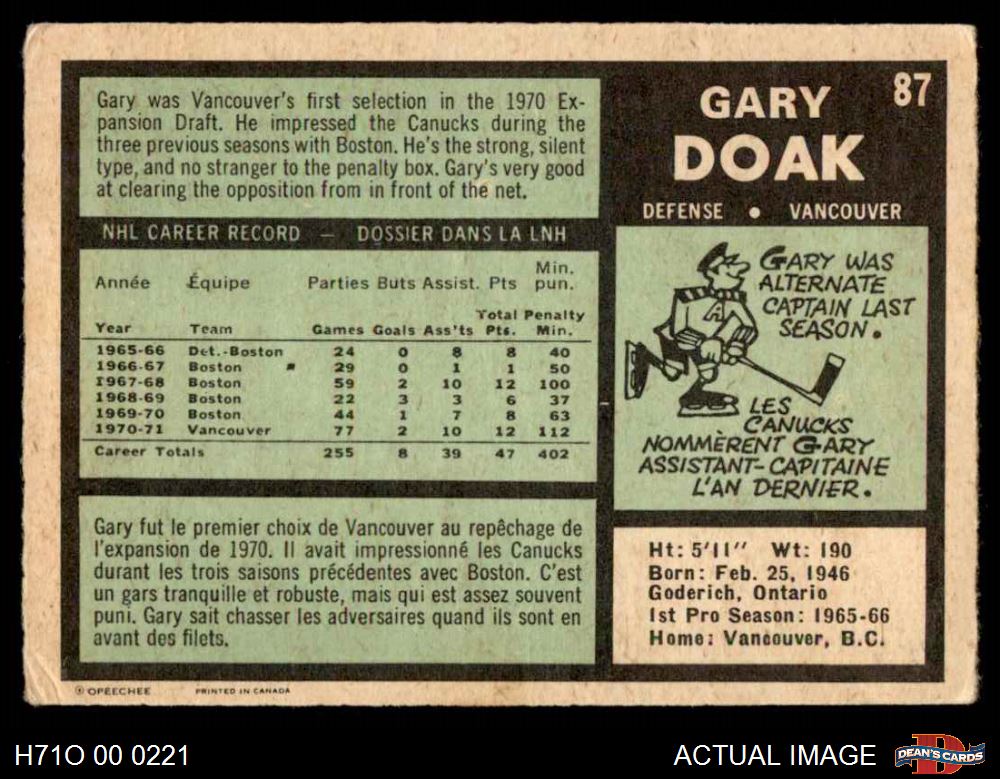 87
GARY
DOAK
DEFENSE ● VANCOUVER
Gary was Vancouver's first selection in the 1970 Ex-
pansion Draft. He impressed the Canucks during the
three previous seasons with Boston. He's the strong, silent
type, and no stranger to the penalty box. Gary's very good
at clearing the opposition from in front of the net.
NHL CAREER RECORD — DOSSIER DANS LA LNH
Année Équipe Parties Buts Assist. Pts Min. pun.
Year Team Games Goals Ass'ts Total Pts. Penalty Min.
1965-66 Det.-Boston 24 0 8 8 40
1966-67 Boston 29 0 1 1 50
1967-68 Boston 59 2 10 12 100
1968-69 Boston 22 3 3 6 37
1969-70 Boston 44 1 7 8 63
1970-71 Vancouver 77 2 10 12 112
Career Totals 255 8 39 47 402
Gary fut le premier choix de Vancouver au repêchage de
l'expansion de 1970. Il avait impressionné les Canucks
durant les trois saisons précédentes avec Boston. C'est
un gars tranquille et robuste, mais qui est assez souvent
puni. Gary sait chasser les adversaires quand ils sont en
avant des filets.
GARY WAS
ALTERNATE
CAPTAIN LAST
SEASON.
A
LES
CANUCKS
NOMMÈRENT GARY
ASSISTANT-CAPITAINE
L'AN DERNIER.
Ht: 5'11" Wt: 190
Born: Feb. 25, 1946
Goderich, Ontario
1st Pro Season: 1965-66
Home: Vancouver, B.C.
© OPEECHEE PRINTED IN CANADA
H71O 00 0221
ACTUAL IMAGE
D
DEAN'S CARDS